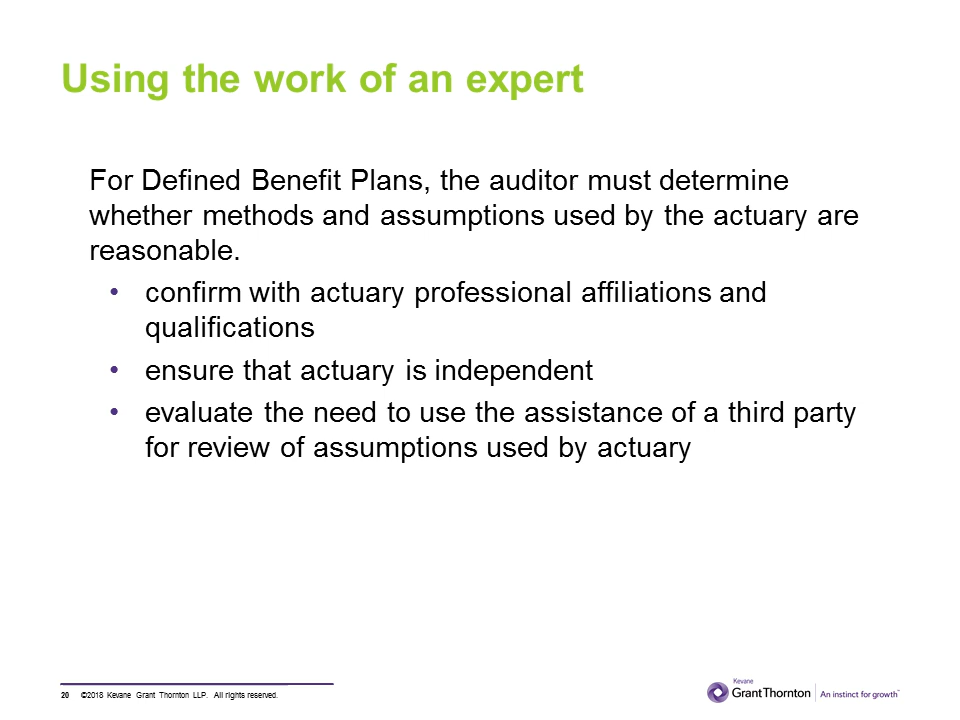 Using the work of an expert
For Defined Benefit Plans, the auditor must determine
whether methods and assumptions used by the actuary are
reasonable.
• confirm with actuary professional affiliations and
qualifications
• ensure that actuary is independent
• evaluate the need to use the assistance of a third party
for review of assumptions used by actuary
20 ©2018 Kevane Grant Thornton LLP. All rights reserved.
Kevane
GrantThornton
An instinct for growth™